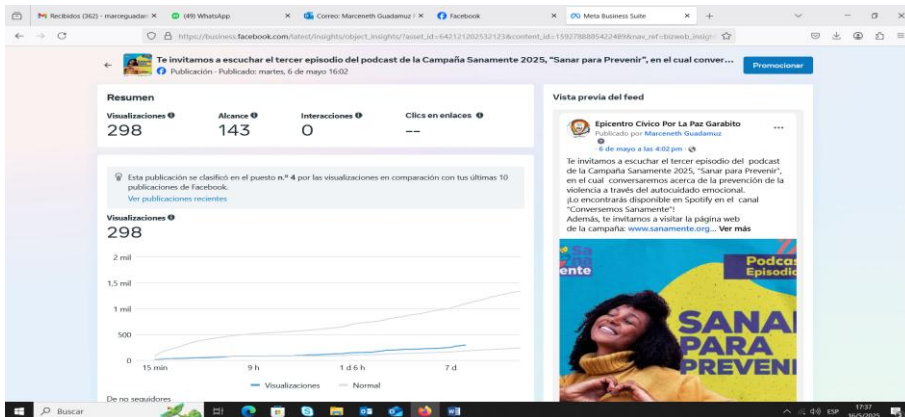 Recibidos (362) - marceguadan
(49) WhatsApp
Correo: Marceneth Guadamuz
Facebook
Meta Business Suite
https://business.facebook.com/latest/insights/object_insights/?asset_id=642121202532123&content_id=1592788885422489&nav_ref=bizweb_insigh
Te invitamos a escuchar el tercer episodio del podcast de la Campaña Sanamente 2025, "Sanar para Prevenir", en el cual conver...
Publicación · Publicado: martes, 6 de mayo 16:02
Promocionar
Resumen
Visualizaciones
Alcance
Interacciones
Clics en enlaces
298
143
0
--
Esta publicación se clasificó en el puesto n.º 4 por las visualizaciones en comparación con tus últimas 10
publicaciones de Facebook.
Ver publicaciones recientes
Visualizaciones
298
2 mil
1,5 mil
1 mil
500
0
15 min
9 h
1 d 6 h
7 d
Visualizaciones
Normal
De no seguidores
Vista previa del feed
Epicentro Cívico Por La Paz Garabito
Publicado por Marceneth Guadamuz
· 6 de mayo a las 4:02 pm ·
Te invitamos a escuchar el tercer episodio del podcast
de la Campaña Sanamente 2025, "Sanar para Prevenir",
en el cual conversaremos acerca de la prevención de la
violencia a través del autocuidado emocional.
¡Lo encontrarás disponible en Spotify en el canal
"Conversemos Sanamente"!
Además, te invitamos a visitar la página web
de la campaña: www.sanamente.org... Ver más
Sa
na
ente
Podcas
Episodio
SANA
PARA
PREVENI
Buscar
ESP
17:37
16/5/2025